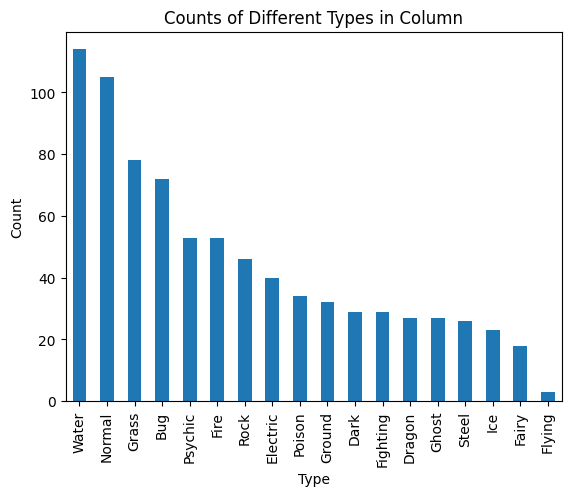 Counts of Different Types in Column
Count
100
80
60
40
20
0
Water
Normal
Grass
Bug
Psychic
Fire
Rock
Electric
Poison
Ground
Dark
Fighting
Dragon
Ghost
Steel
Ice
Fairy
Flying
Type